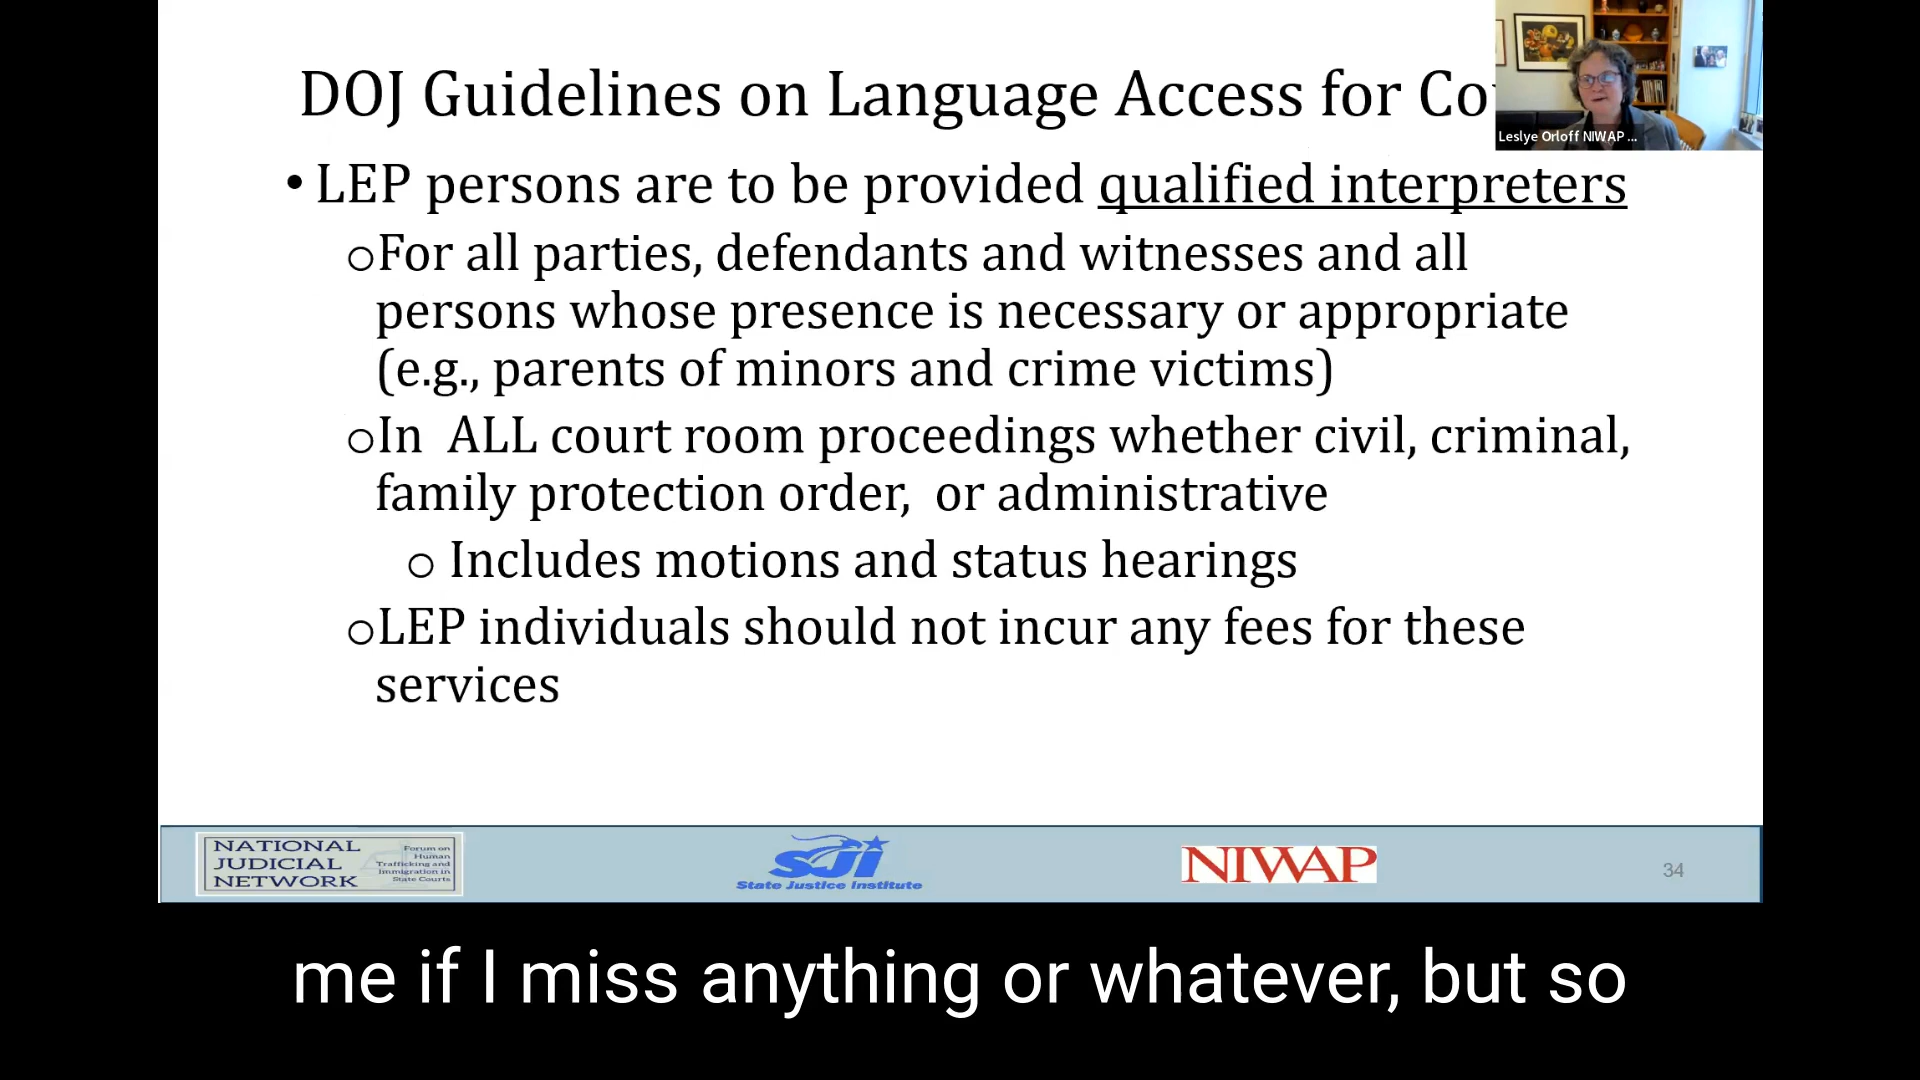 DOJ Guidelines on Language Access for Co
Leslye Orloff NIWAP ...
• LEP persons are to be provided qualified interpreters
oFor all parties, defendants and witnesses and all
persons whose presence is necessary or appropriate
(e.g., parents of minors and crime victims)
oIn ALL court room proceedings whether civil, criminal,
family protection order, or administrative
o Includes motions and status hearings
oLEP individuals should not incur any fees for these
services
NATIONAL
JUDICIAL
NETWORK
Forum on
Human
Trafficking and
Immigration in
State Courts
SJI
State Justice Institute
NIWAP
34
me if I miss anything or whatever, but so